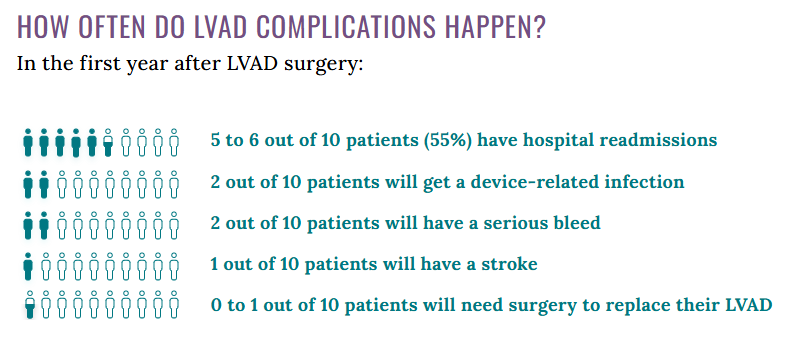 HOW OFTEN DO LVAD COMPLICATIONS HAPPEN?
In the first year after LVAD surgery:
5 to 6 out of 10 patients (55%) have hospital readmissions
2 out of 10 patients will get a device-related infection
2 out of 10 patients will have a serious bleed
1 out of 10 patients will have a stroke
0 to 1 out of 10 patients will need surgery to replace their LVAD